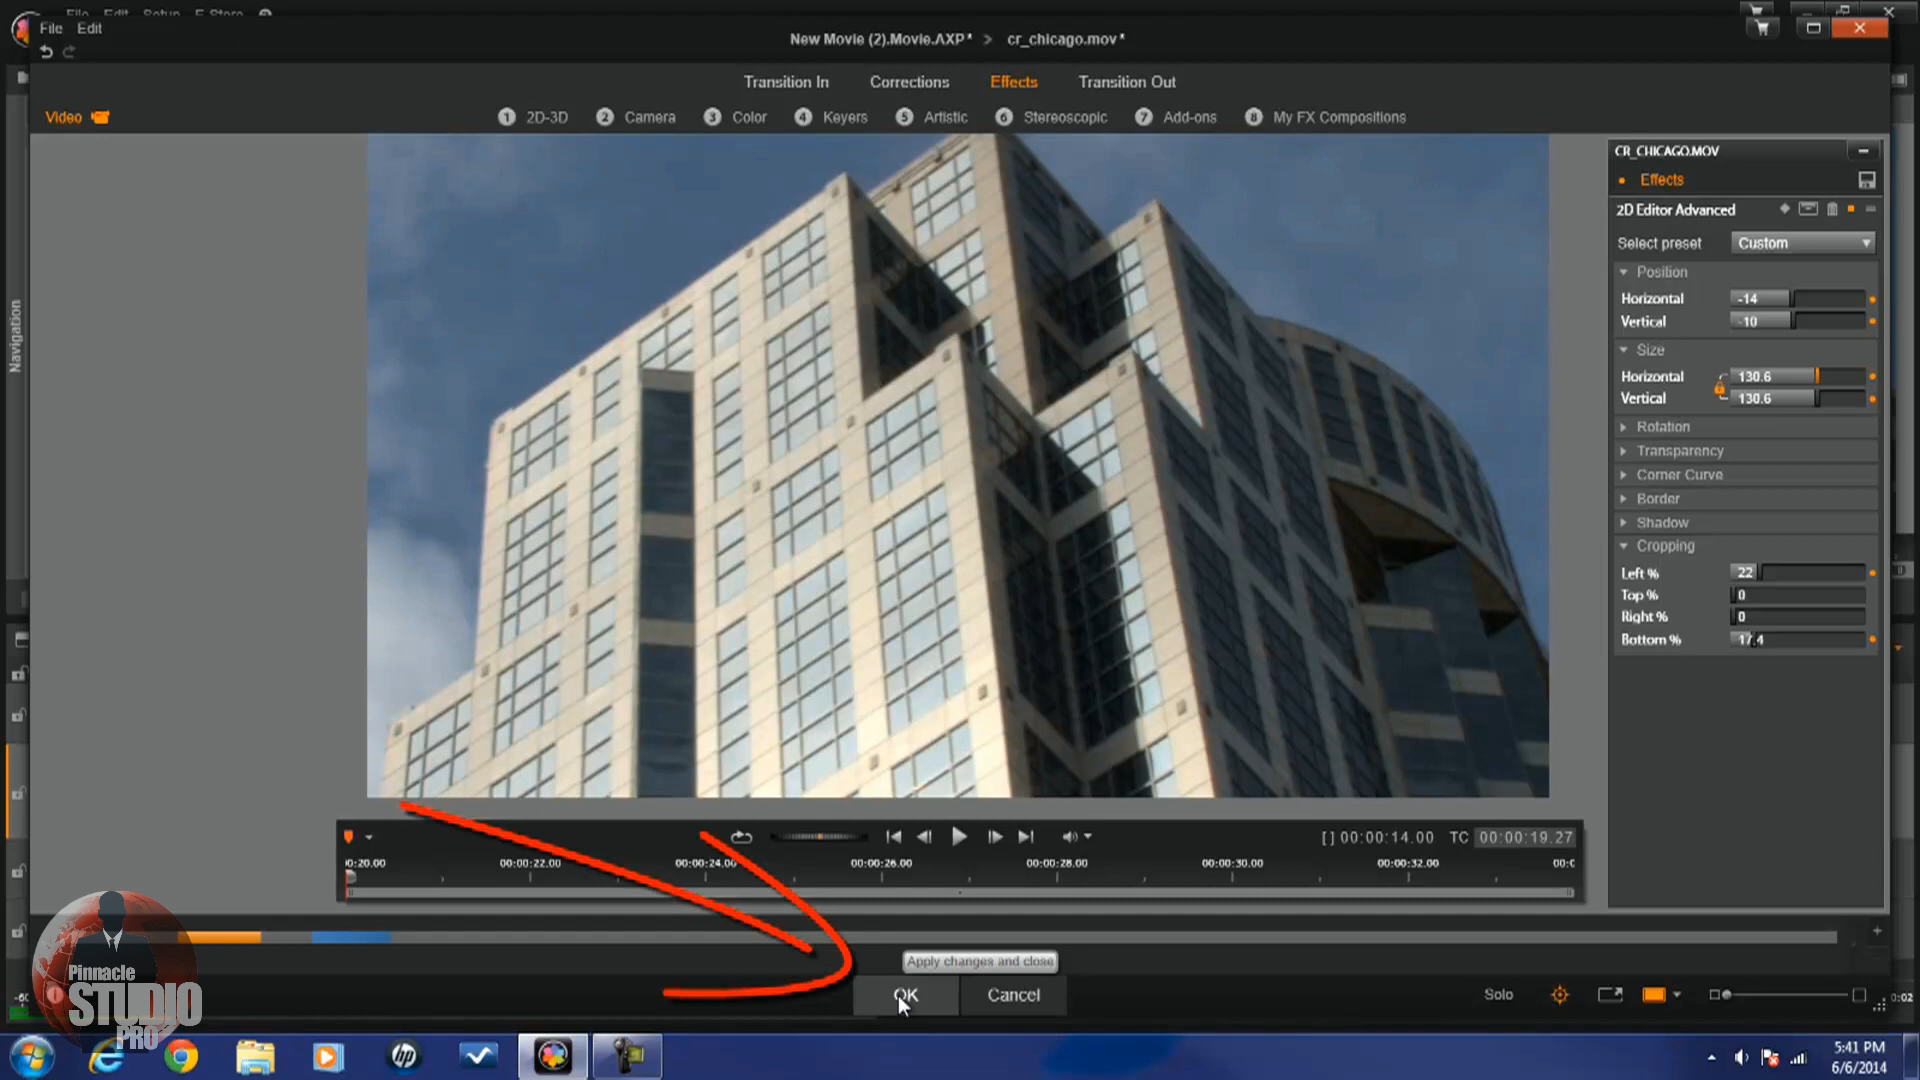 File Edit Setup E-Store
File Edit
New Movie (2).Movie.AXP* > cr_chicago.mov*
Transition In Corrections Effects Transition Out
Video
1 2D-3D 2 Camera 3 Color 4 Keyers 5 Artistic 6 Stereoscopic 7 Add-ons 8 My FX Compositions
Navigation
CR_CHICAGO.MOV
Effects
2D Editor Advanced
Select preset Custom
Position
Horizontal -14
Vertical -10
Size
Horizontal 130.6
Vertical 130.6
Rotation
Transparency
Corner Curve
Border
Shadow
Cropping
Left % 22
Top % 0
Right % 0
Bottom % 17.4
[] 00:00:14.00 TC 00:00:19.27
:20.00 00:00:22.00 00:00:24.00 00:00:26.00 00:00:28.00 00:00:30.00 00:00:32.00 00:0
Apply changes and close
OK Cancel
Solo
-60
0:02
Pinnacle
STUDIO
PRO
5:41 PM
6/6/2014